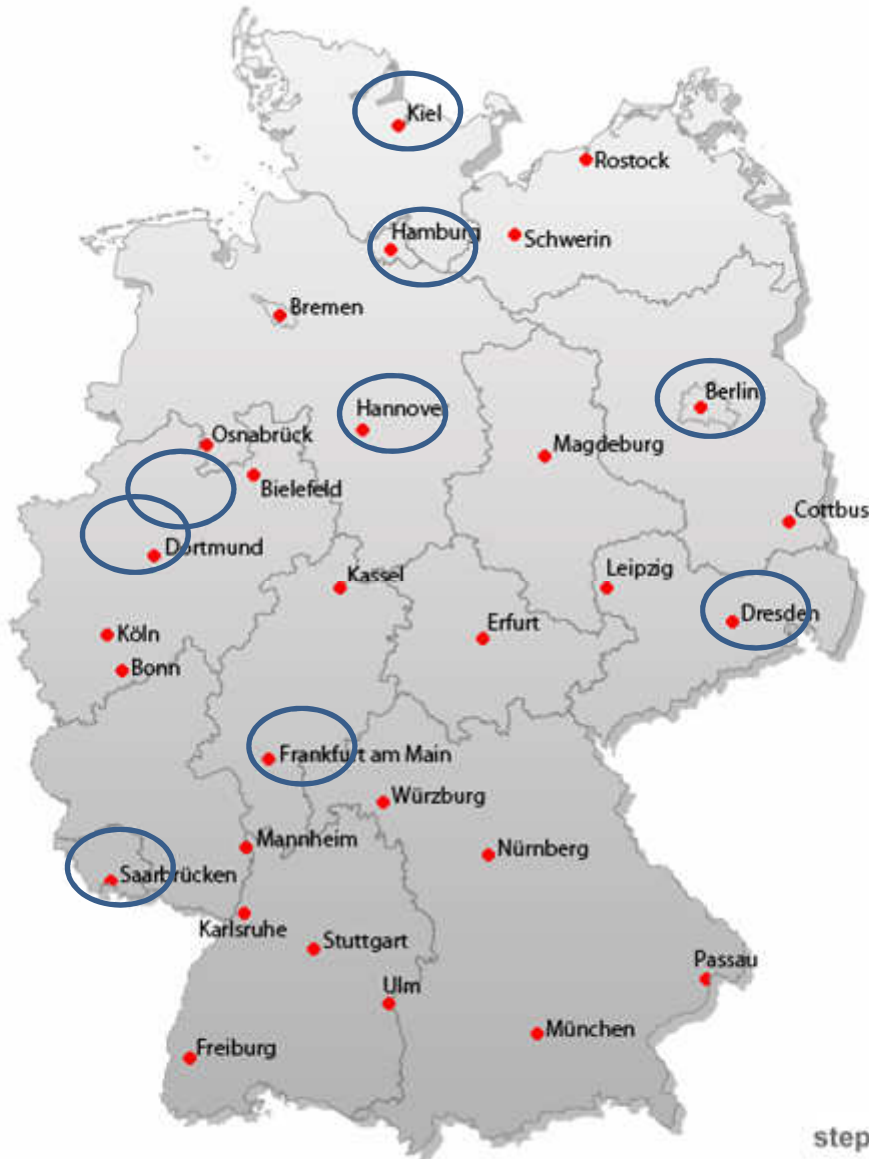 Kiel
Rostock
Hamburg
Schwerin
Bremen
Berlin
Hannover
Osnabrück
Magdeburg
Bielefeld
Cottbus
Dortmund
Leipzig
Kassel
Dresden
Erfurt
Köln
Bonn
Frankfurt am Main
Würzburg
Mannheim
Nürnberg
Saarbrücken
Karlsruhe
Stuttgart
Passau
Ulm
München
Freiburg
step